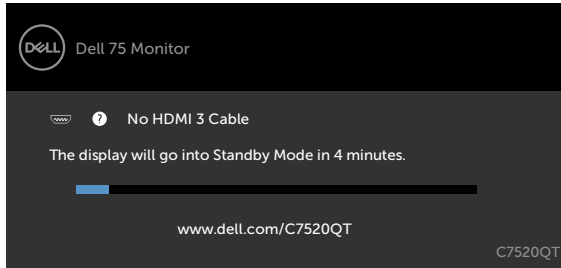 DELL
Dell 75 Monitor
? No HDMI 3 Cable
The display will go into Standby Mode in 4 minutes.
www.dell.com/C7520QT
C7520QT